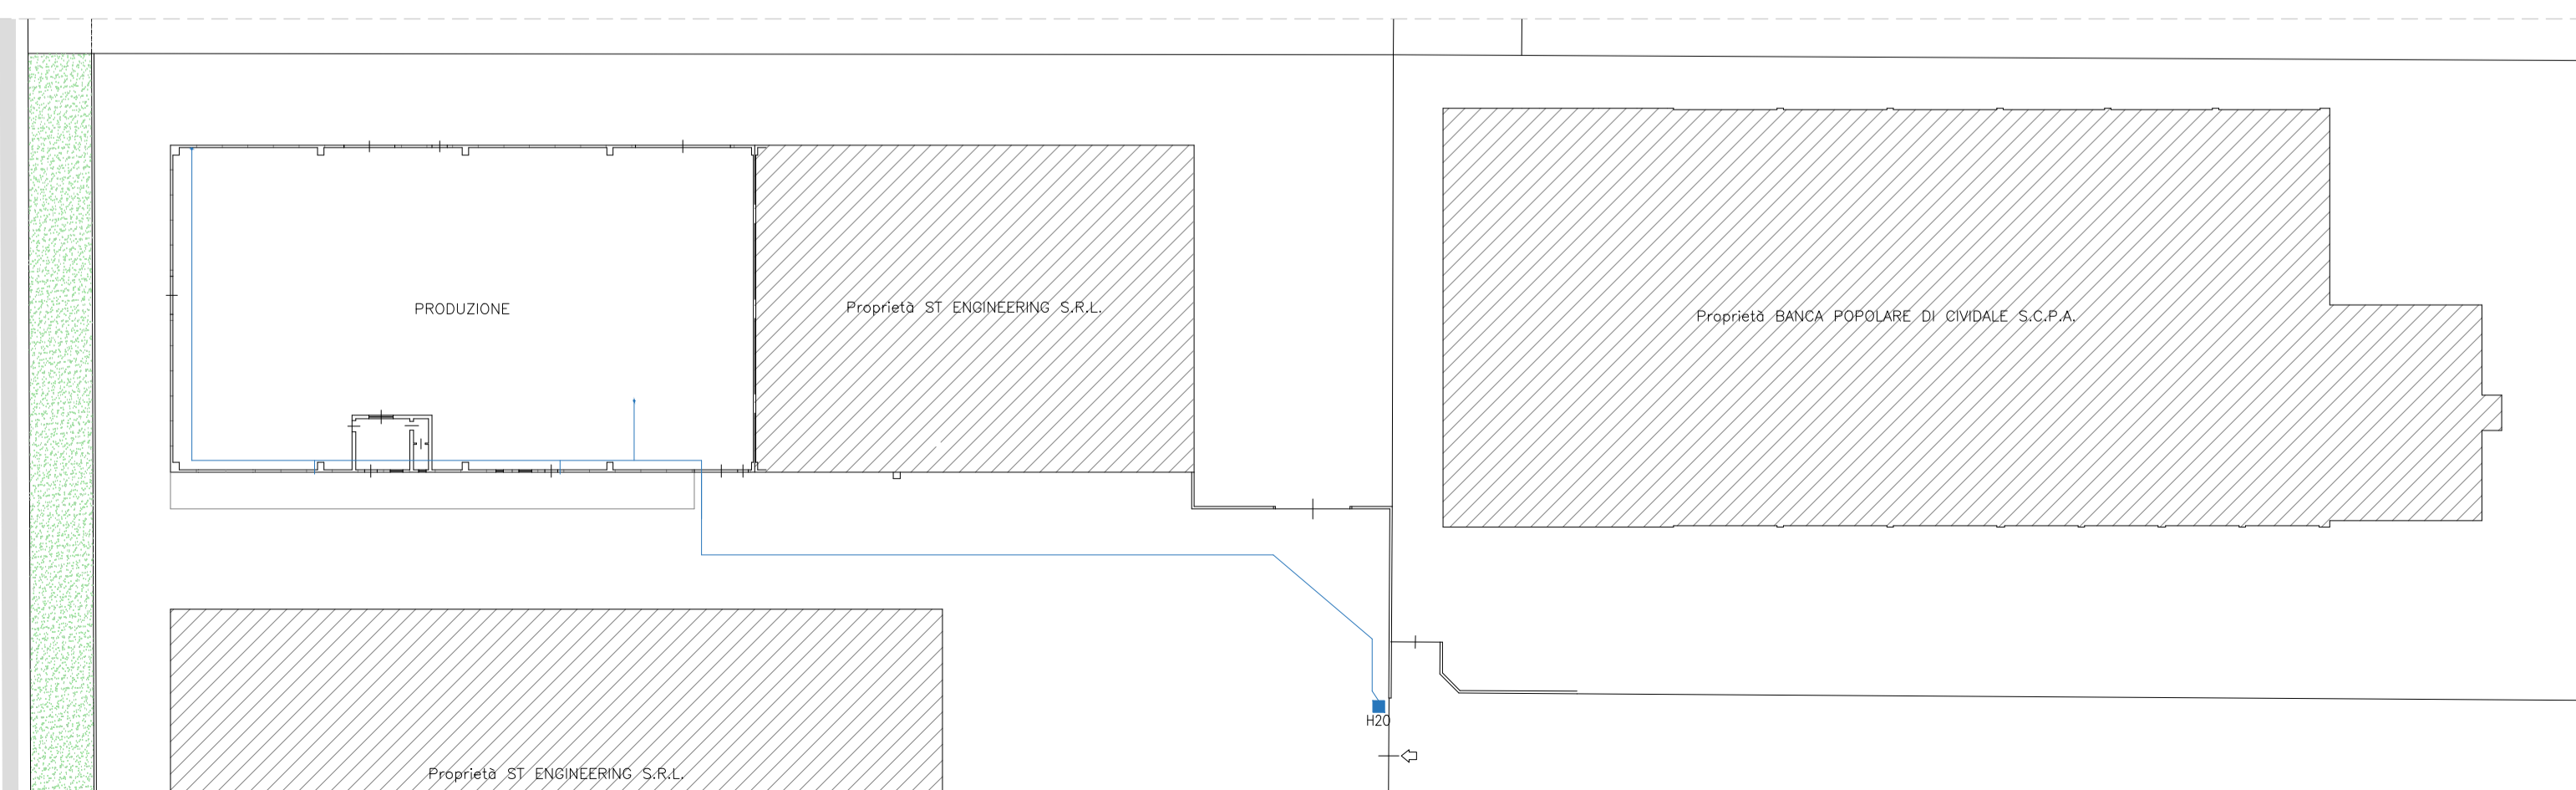 PRODUZIONE
Proprietà ST ENGINEERING S.R.L.
Proprietà BANCA POPOLARE DI CIVIDALE S.C.P.A.
H2O
Proprietà ST ENGINEERING S.R.L.